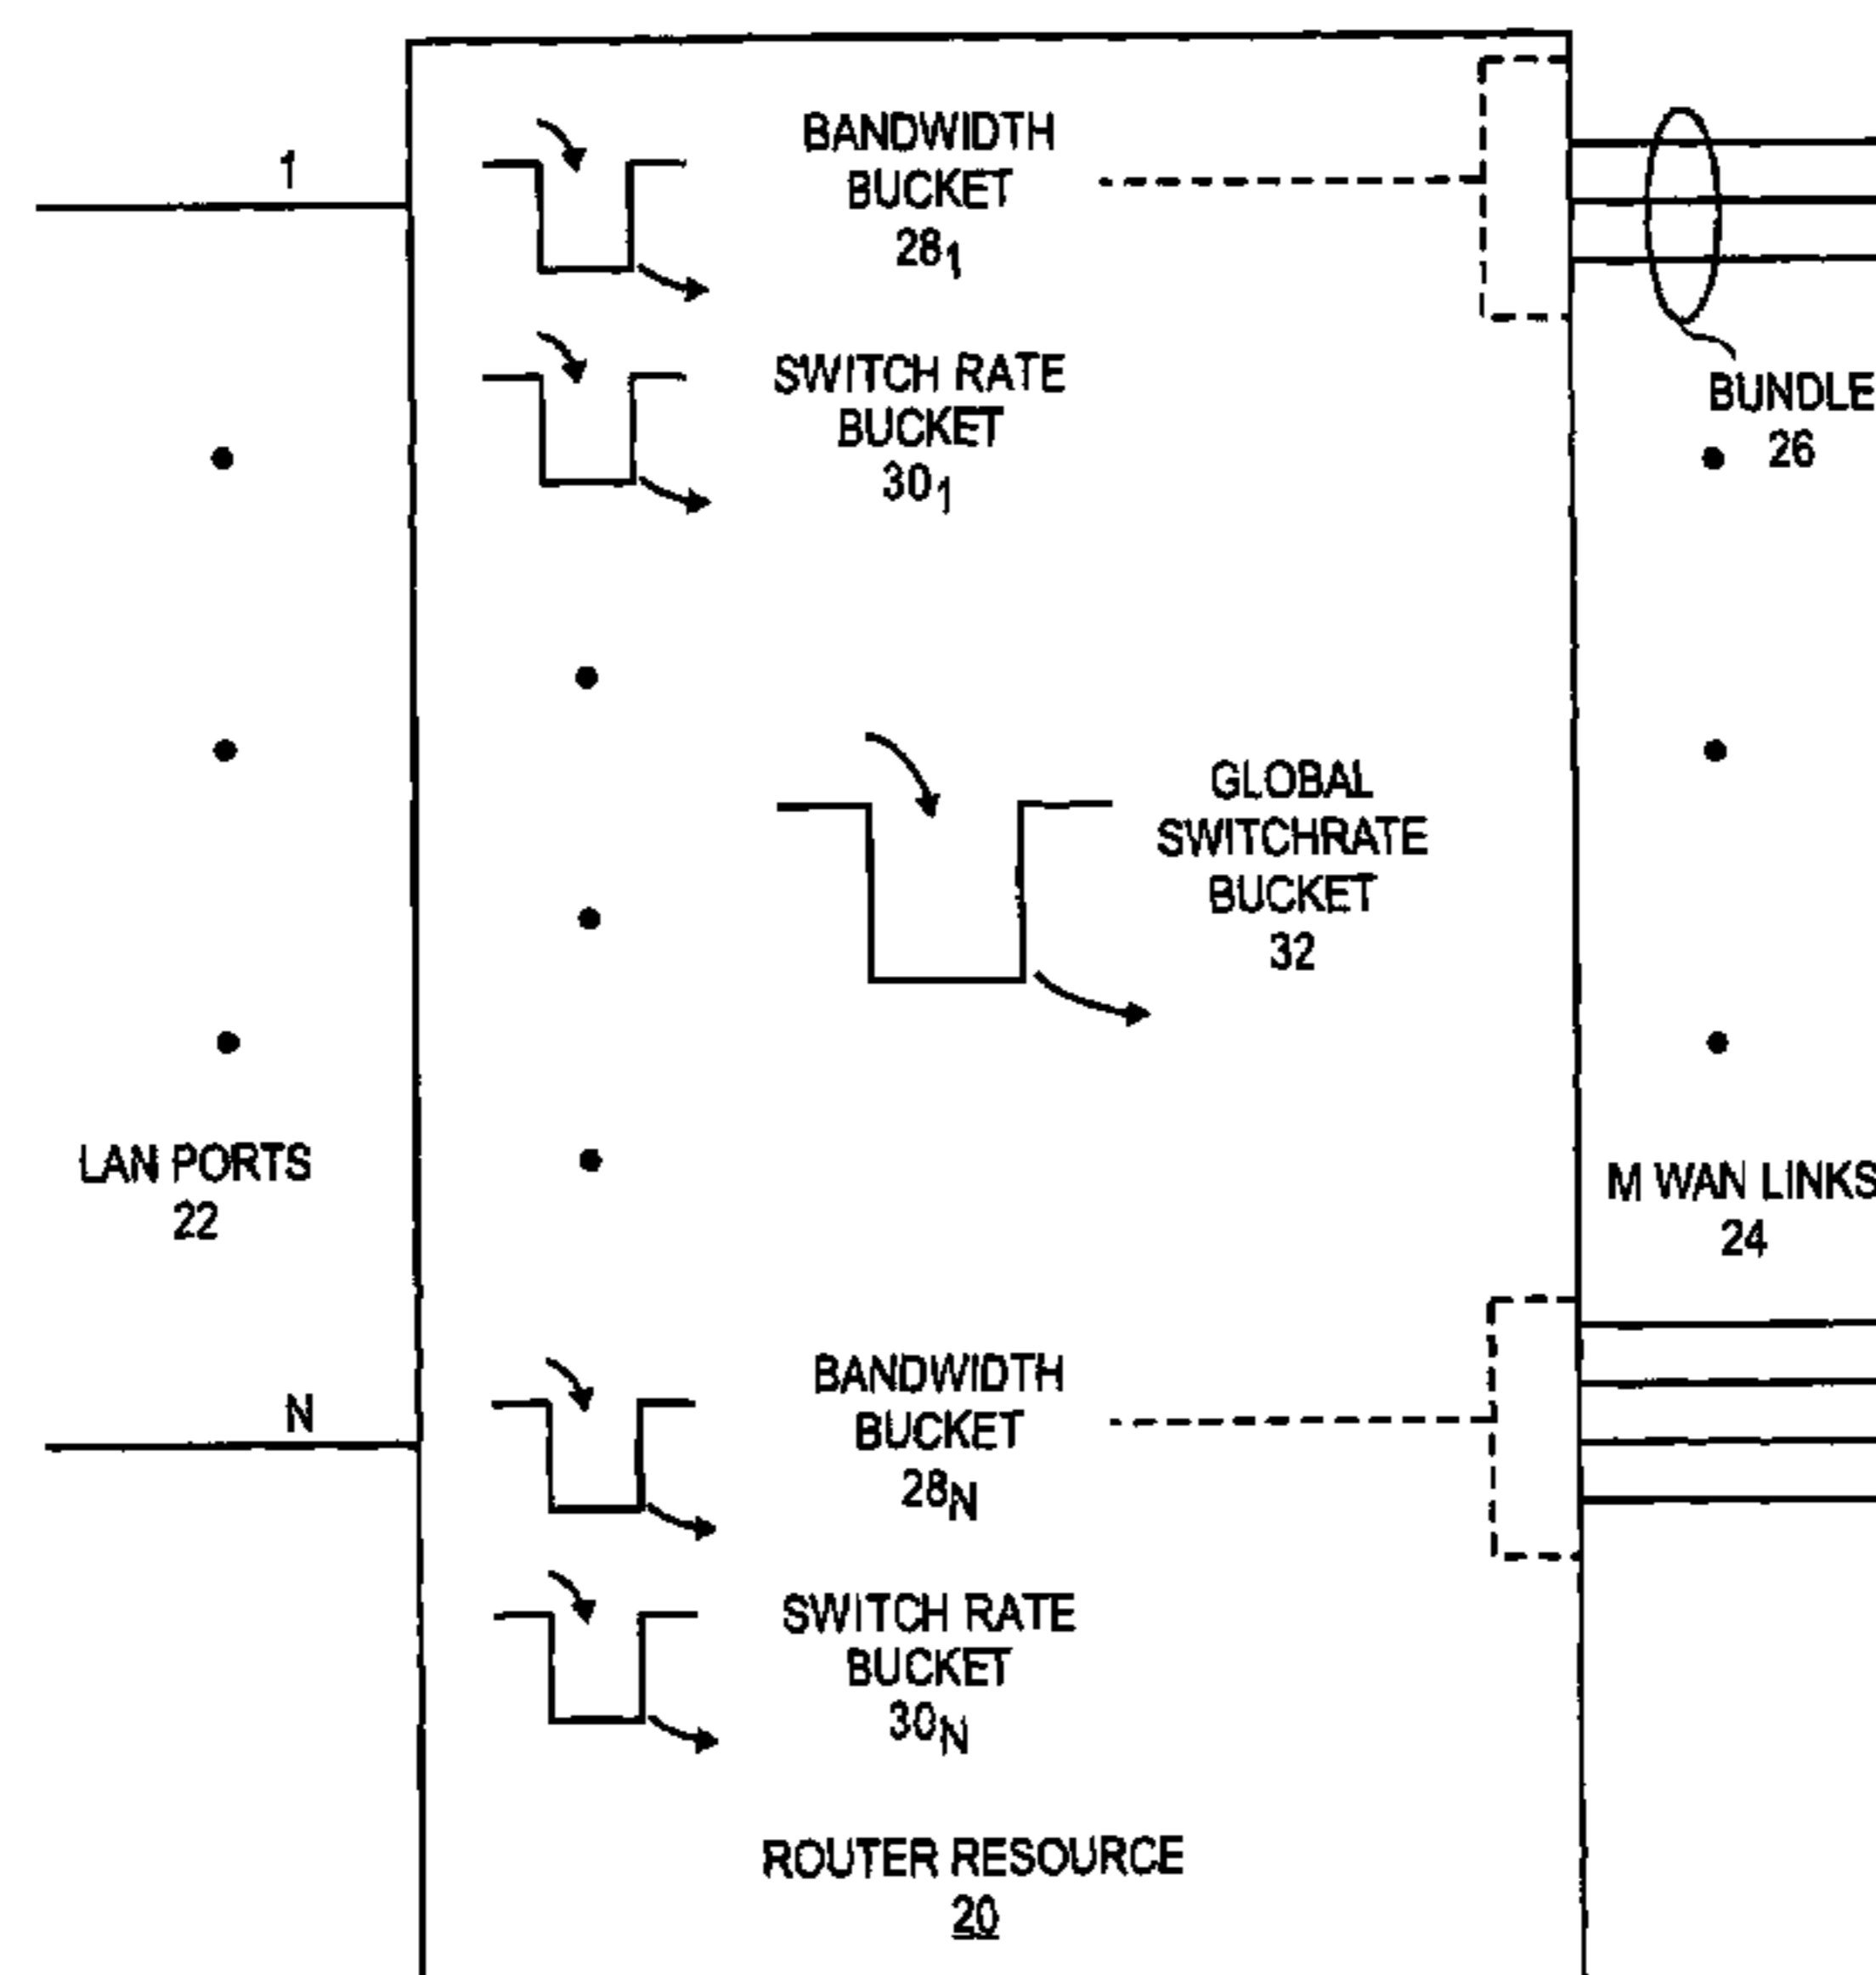 1
BANDWIDTH
BUCKET
28₁
SWITCH RATE
BUCKET
30₁
BUNDLE
26
GLOBAL
SWITCHRATE
BUCKET
32
LAN PORTS
22
M WAN LINKS
24
N
BANDWIDTH
BUCKET
28N
SWITCH RATE
BUCKET
30N
ROUTER RESOURCE
20